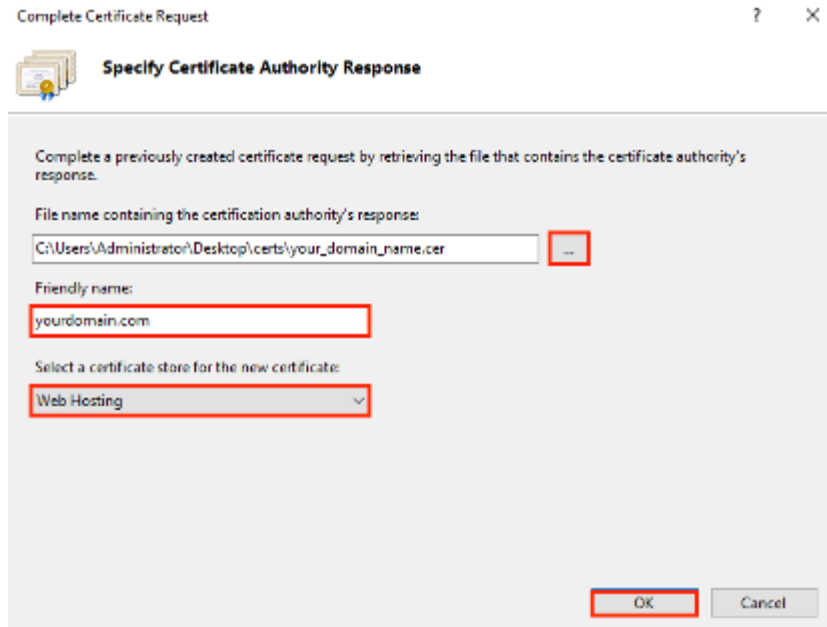 Complete Certificate Request
Specify Certificate Authority Response
Complete a previously created certificate request by retrieving the file that contains the certificate authority's
response.
File name containing the certification authority's response:
C:\Users\Administrator\Desktop\certs\your_domain_name.cer
...
Friendly name:
yourdomain.com
Select a certificate store for the new certificate:
Web Hosting
OK Cancel